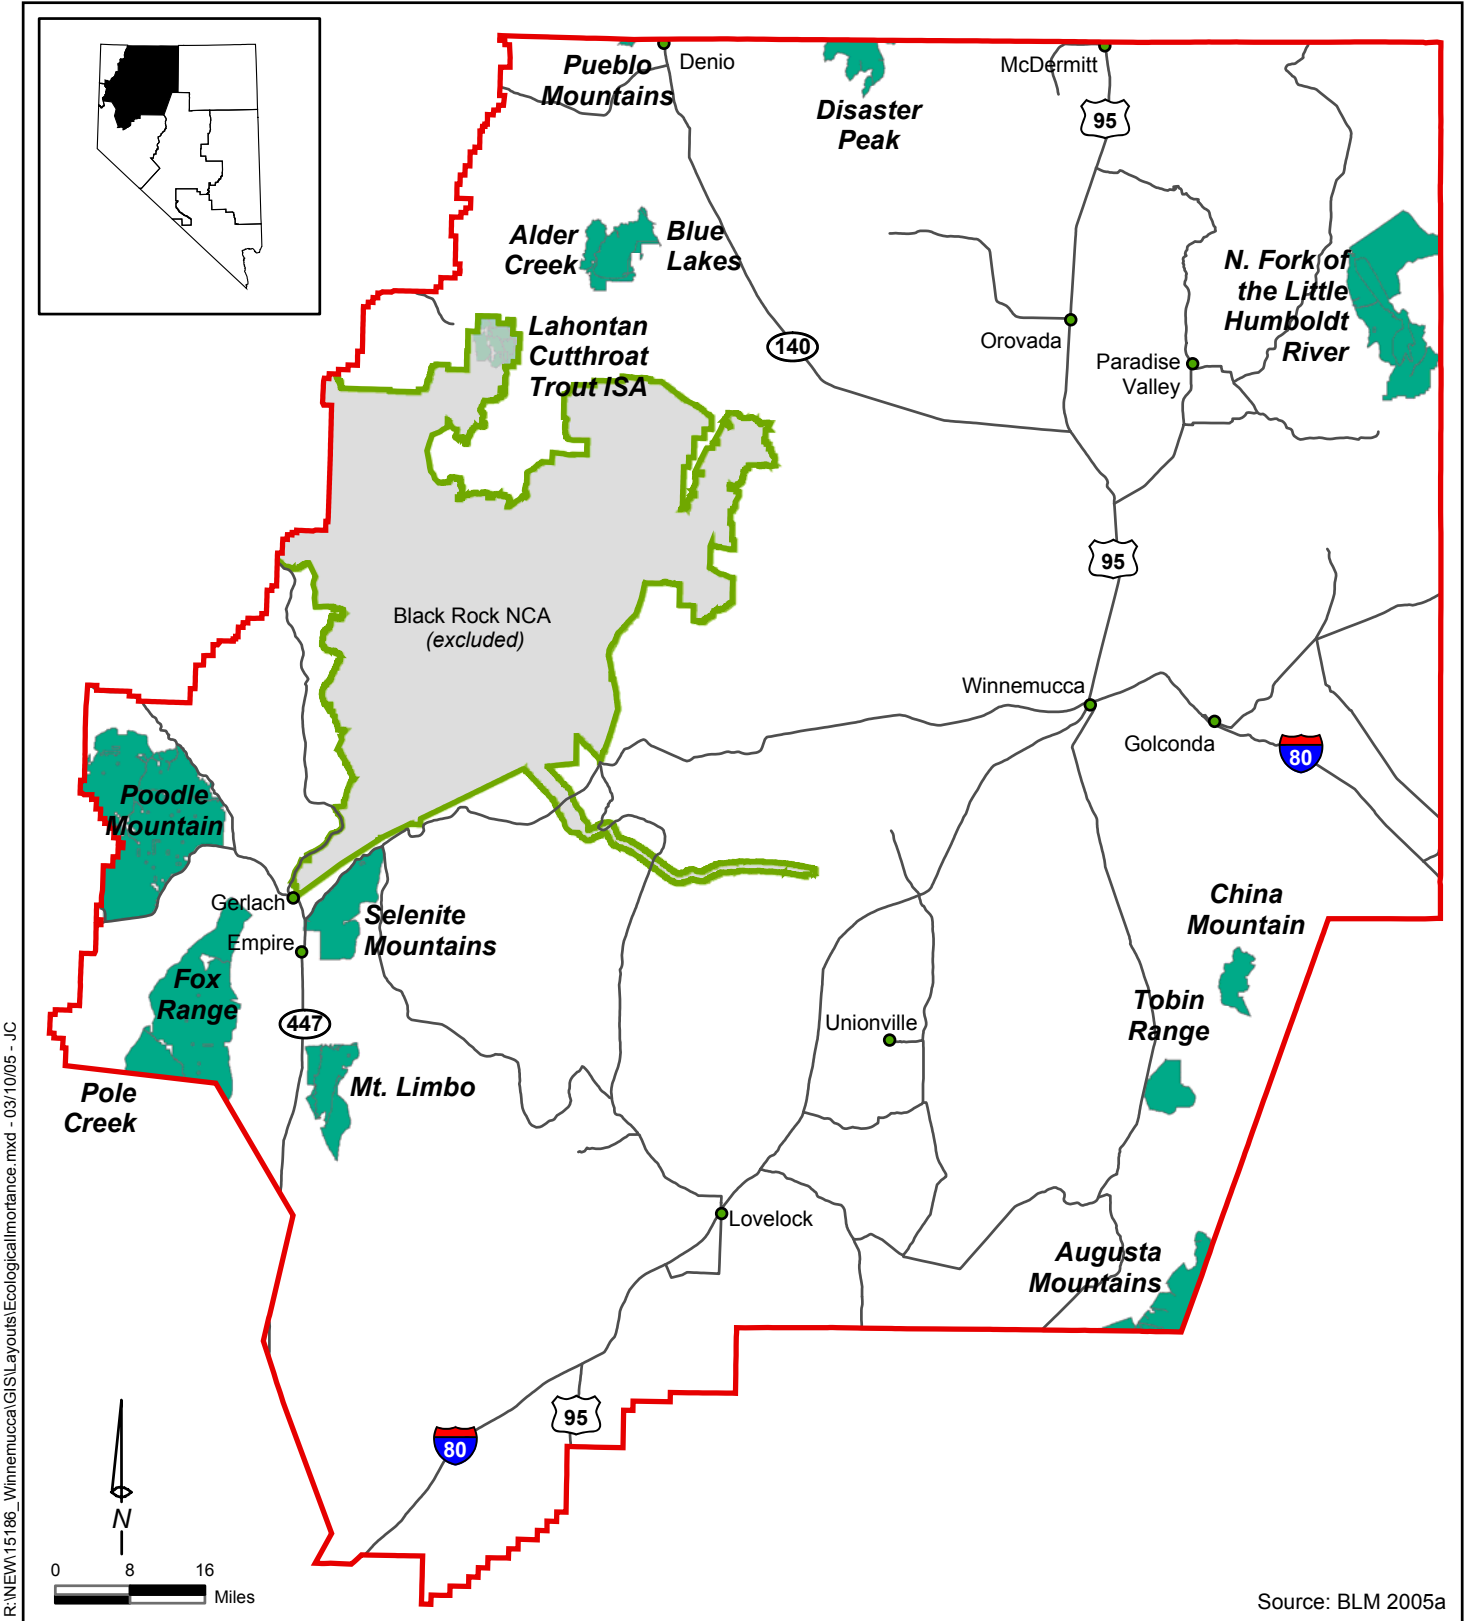 Pueblo
Mountains
Denio
Disaster
Peak
McDermitt
95
Alder
Creek
Blue
Lakes
N. Fork of
the Little
Humboldt
River
Lahontan
Cutthroat
Trout ISA
140
Orovada
Paradise
Valley
95
Black Rock NCA
(excluded)
Winnemucca
Golconda
80
Poodle
Mountain
Gerlach
Empire
Selenite
Mountains
China
Mountain
Fox
Range
447
Tobin
Range
Unionville
Pole
Creek
Mt. Limbo
Lovelock
Augusta
Mountains
95
80
N
0 8 16
Miles
Source: BLM 2005a
R:\NEW\15186_Winnemucca\GIS\Layouts\EcologicalImortance.mxd - 03/10/05 - JC